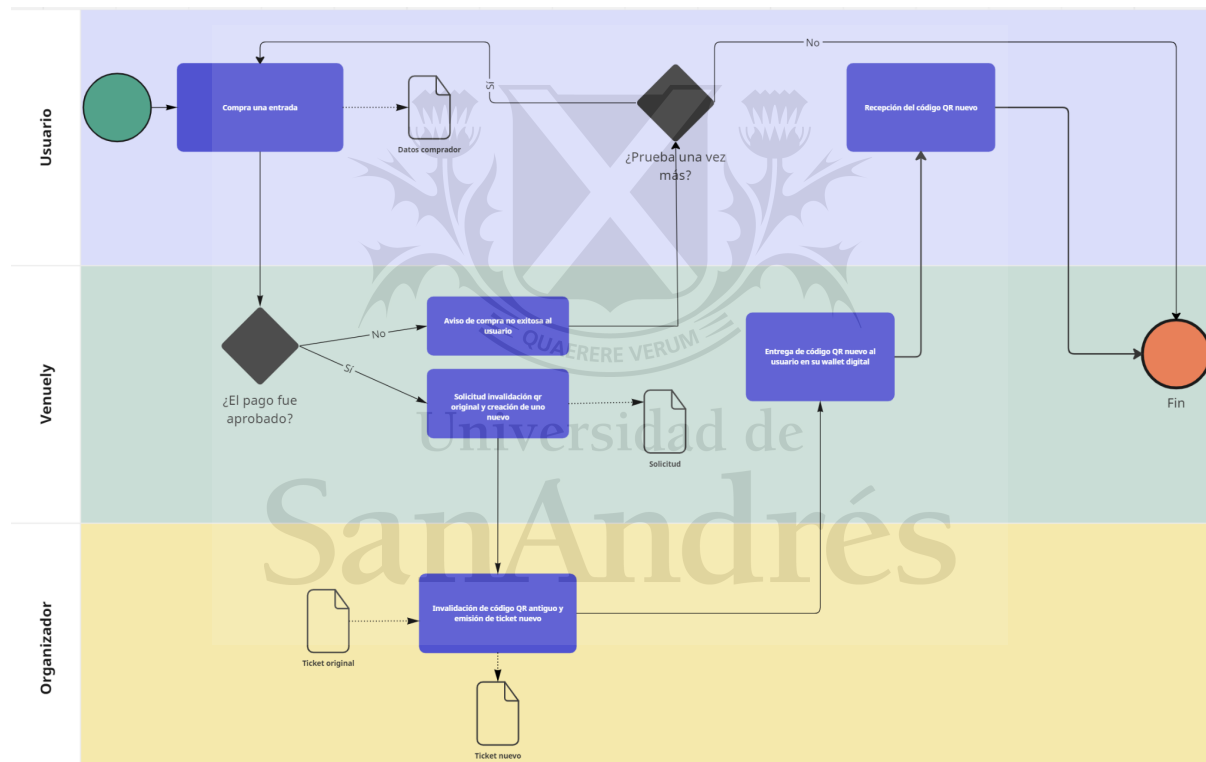 Usuario
Compra una entrada
Datos comprador
Sí
No
¿Prueba una vez
más?
Recepción del código QR nuevo
Venuely
¿El pago fue
aprobado?
No
Sí
Aviso de compra no exitosa al
usuario
Solicitud invalidación qr
original y creación de uno
nuevo
Solicitud
Entrega de código QR nuevo al
usuario en su wallet digital
Fin
QUAERERE VERUM
Universidad de
SanAndrés
Organizador
Ticket original
Invalidación de código QR antiguo y
emisión de ticket nuevo
Ticket nuevo